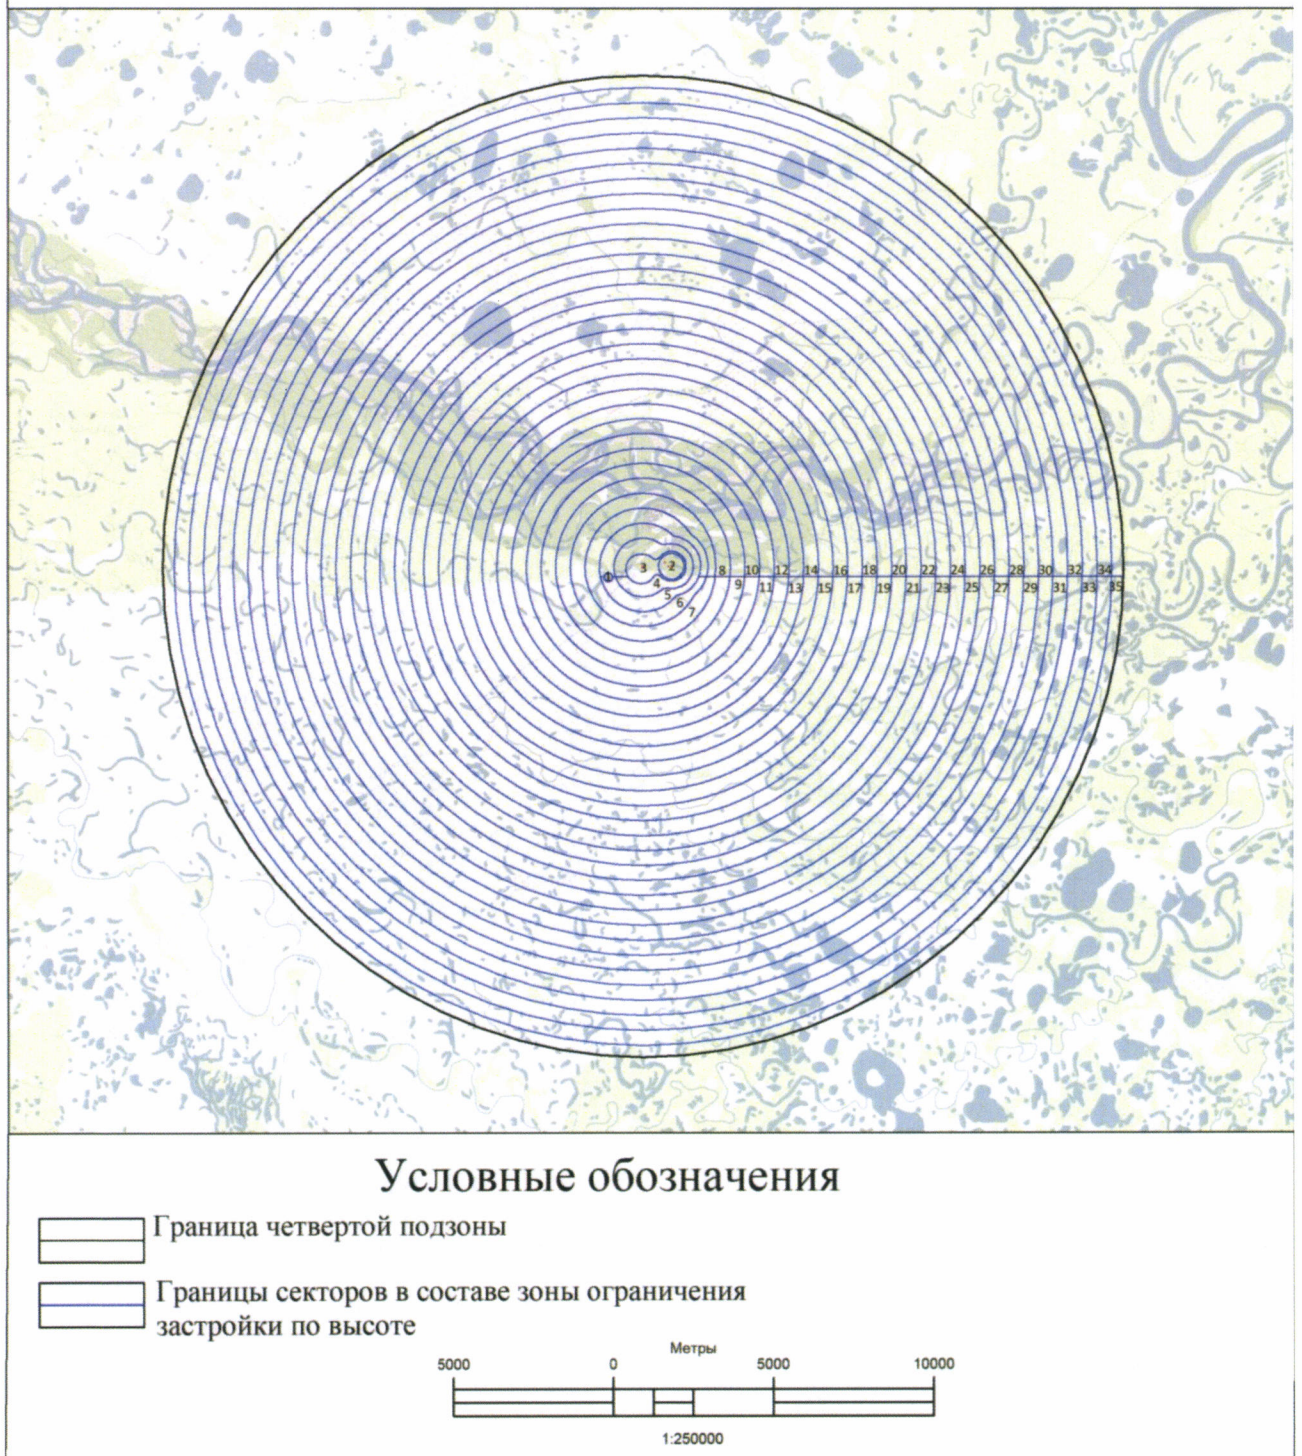 3 2
8 10 12 14 16 18 20 22 24 26 28 30 32 34
4 9 11 13 15 17 19 21 23 25 27 29 31 33 35
5
6
7
Условные обозначения
Граница четвертой подзоны
Границы секторов в составе зоны ограничения
застройки по высоте
Метры
5000 0 5000 10000
1:250000